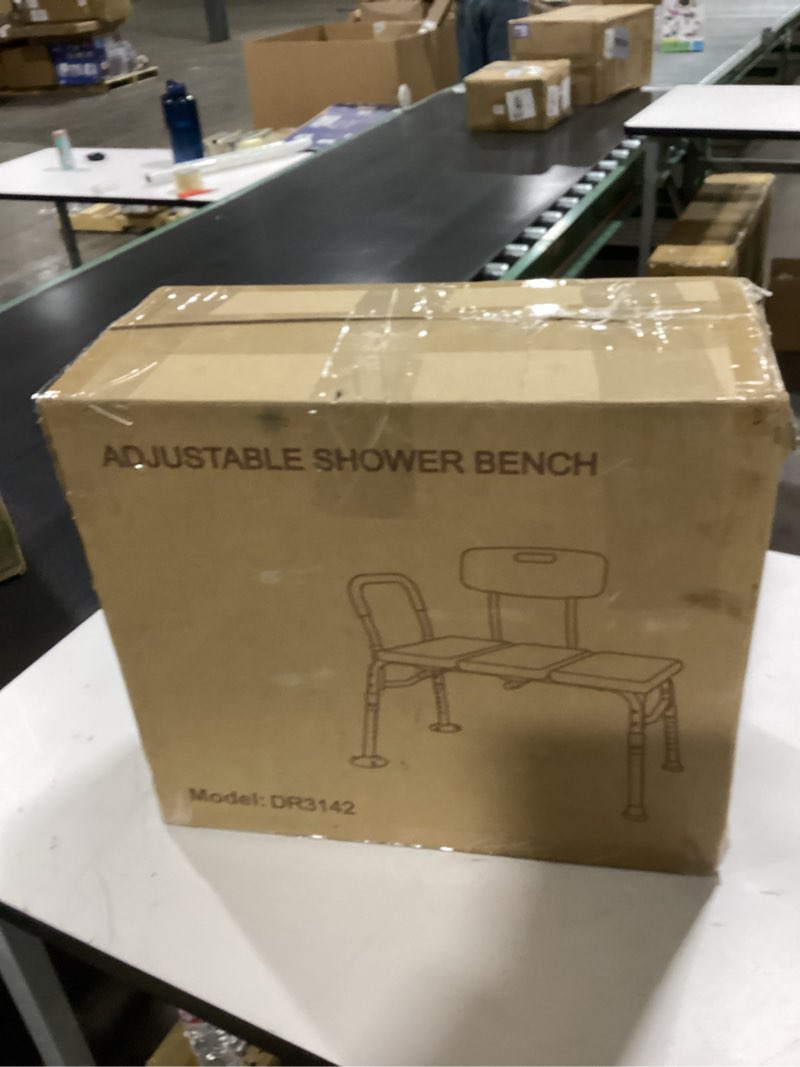 ADJUSTABLE SHOWER BENCH
Model: DR3142